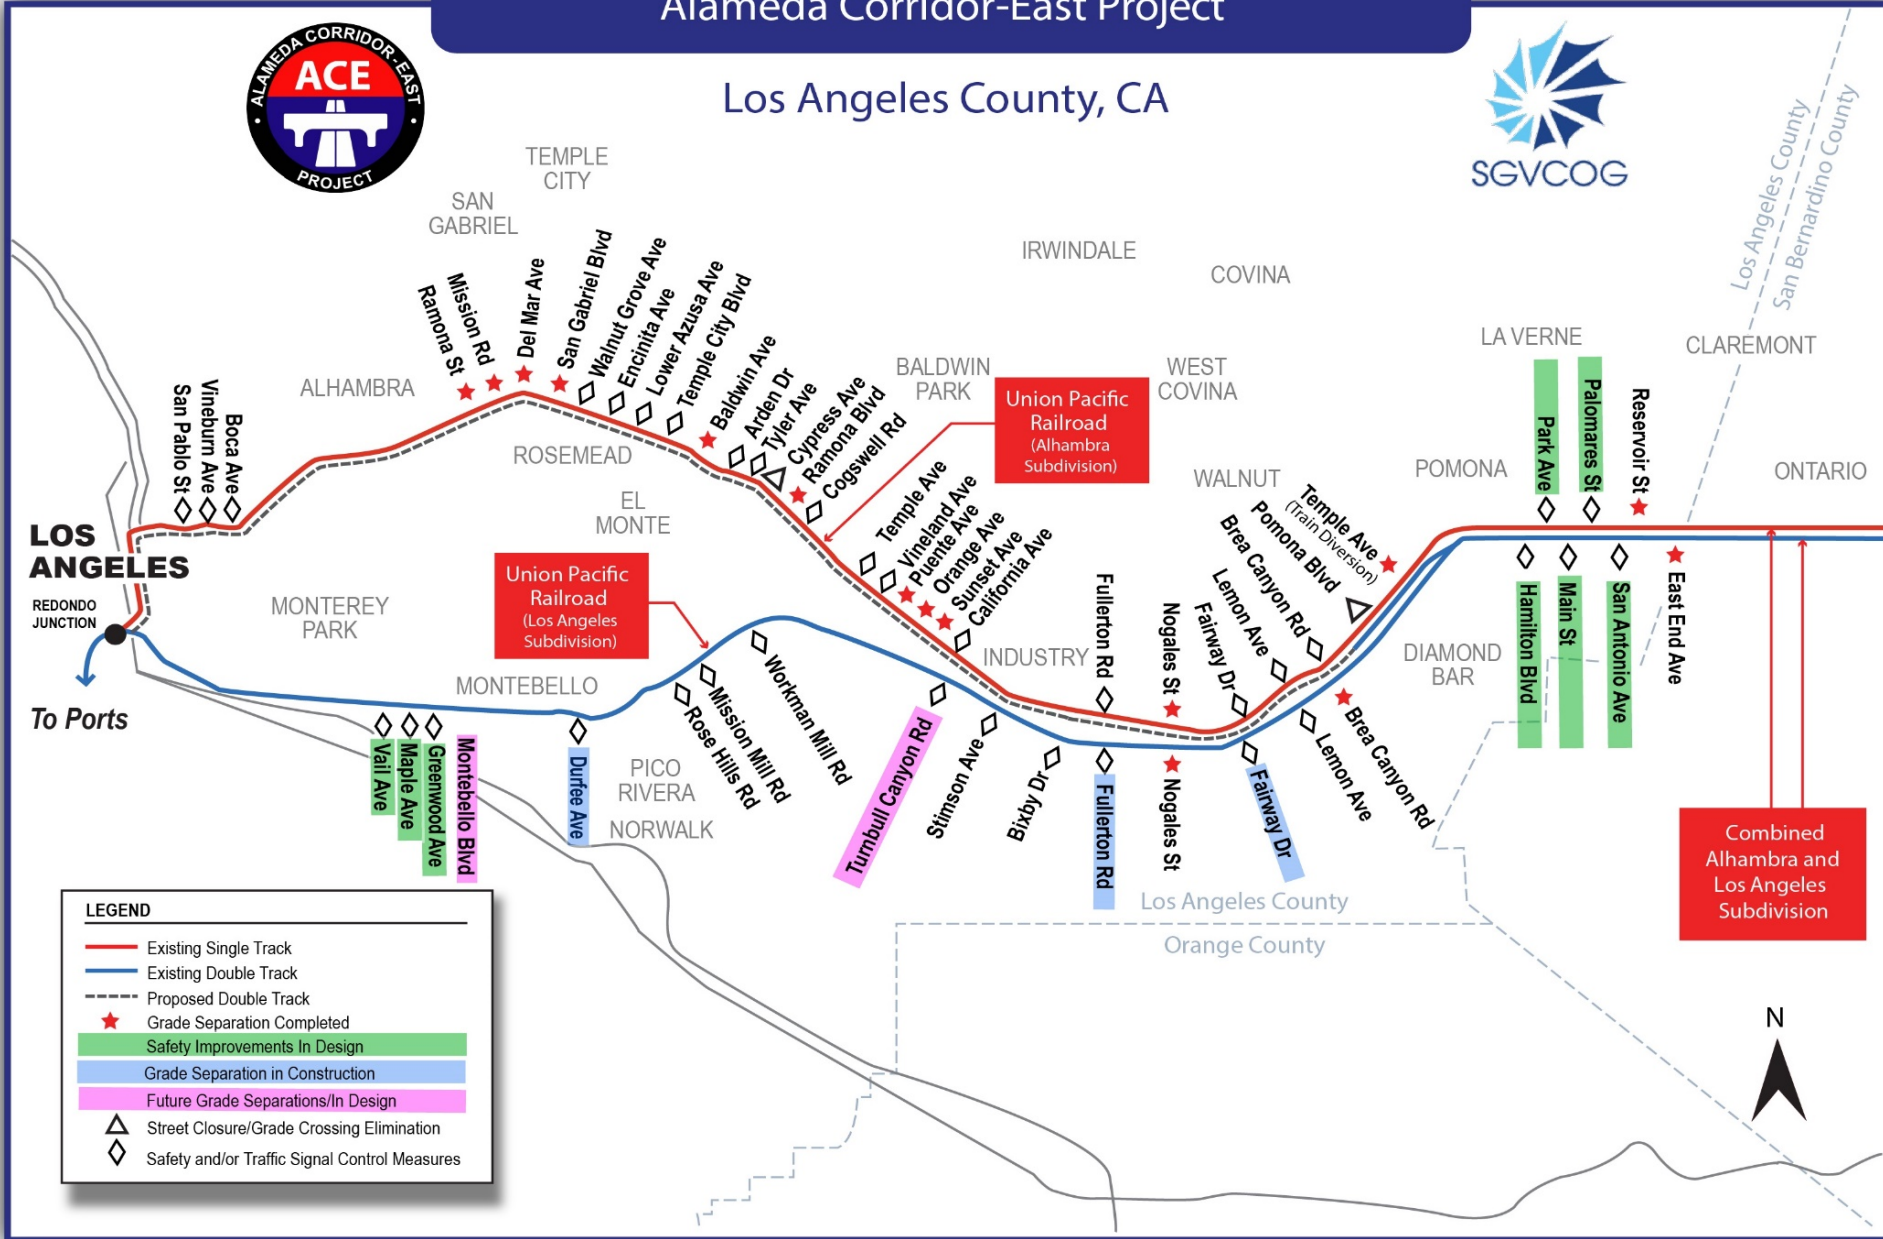 Alameda Corridor-East Project
Los Angeles County, CA
ALAMEDA CORRIDOR-EAST
ACE
PROJECT
SGVCOG
Los Angeles County
San Bernardino County
TEMPLE
CITY
SAN
GABRIEL
IRWINDALE
COVINA
LA VERNE
CLAREMONT
ALHAMBRA
BALDWIN
PARK
WEST
COVINA
ROSEMEAD
EL
MONTE
WALNUT
POMONA
ONTARIO
San Pablo St
Vineburn Ave
Boca Ave
Ramona St
Mission Rd
Del Mar Ave
San Gabriel Blvd
Walnut Grove Ave
Encinita Ave
Lower Azusa Ave
Temple City Blvd
Baldwin Ave
Arden Dr
Tyler Ave
Cypress Ave
Ramona Blvd
Cogswell Rd
Union Pacific
Railroad
(Alhambra
Subdivision)
Temple Ave
Vineland Ave
Puente Ave
Orange Ave
Sunset Ave
California Ave
Fullerton Rd
Nogales St
Fairway Dr
Lemon Ave
Brea Canyon Rd
Pomona Blvd
Temple Ave
(Train Diversion)
Park Ave
Palomares St
Reservoir St
LOS
ANGELES
REDONDO
JUNCTION
To Ports
MONTEREY
PARK
Union Pacific
Railroad
(Los Angeles
Subdivision)
MONTEBELLO
INDUSTRY
DIAMOND
BAR
PICO
RIVERA
NORWALK
Vail Ave
Maple Ave
Greenwood Ave
Montebello Blvd
Durfee Ave
Rose Hills Rd
Mission Mill Rd
Workman Mill Rd
Turnbull Canyon Rd
Stimson Ave
Bixby Dr
Fullerton Rd
Nogales St
Fairway Dr
Lemon Ave
Brea Canyon Rd
Hamilton Blvd
Main St
San Antonio Ave
East End Ave
Combined
Alhambra and
Los Angeles
Subdivision
Los Angeles County
Orange County
LEGEND
Existing Single Track
Existing Double Track
Proposed Double Track
Grade Separation Completed
Safety Improvements In Design
Grade Separation in Construction
Future Grade Separations/In Design
Street Closure/Grade Crossing Elimination
Safety and/or Traffic Signal Control Measures
N